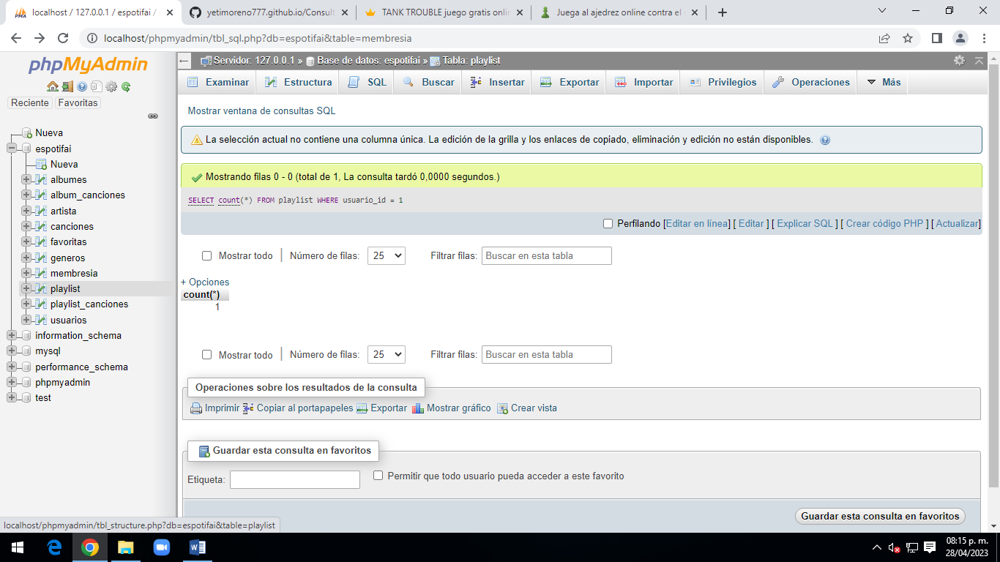 localhost / 127.0.0.1 / espotifai /
yetimoreno777.github.io/Consult
TANK TROUBLE juego gratis onlin
Juega al ajedrez online contra el
localhost/phpmyadmin/tbl_sql.php?db=espotifai&table=membresia
phpMyAdmin
Reciente Favoritas
Nueva
espotifai
Nueva
albumes
album_canciones
artista
canciones
favoritas
generos
membresia
playlist
playlist_canciones
usuarios
information_schema
mysql
performance_schema
phpmyadmin
test
Servidor: 127.0.0.1 » Base de datos: espotifai » Tabla: playlist
Examinar Estructura SQL Buscar Insertar Exportar Importar Privilegios Operaciones Más
Mostrar ventana de consultas SQL
La selección actual no contiene una columna única. La edición de la grilla y los enlaces de copiado, eliminación y edición no están disponibles.
Mostrando filas 0 - 0 (total de 1, La consulta tardó 0,0000 segundos.)
SELECT count(*) FROM playlist WHERE usuario_id = 1
Perfilando [Editar en línea] [ Editar ] [ Explicar SQL ] [ Crear código PHP ] [ Actualizar]
Mostrar todo | Número de filas: 25 Filtrar filas: Buscar en esta tabla
+ Opciones
count(*)
1
Mostrar todo | Número de filas: 25 Filtrar filas: Buscar en esta tabla
Operaciones sobre los resultados de la consulta
Imprimir Copiar al portapapeles Exportar Mostrar gráfico Crear vista
Guardar esta consulta en favoritos
Etiqueta: Permitir que todo usuario pueda acceder a este favorito
Guardar esta consulta en favoritos
localhost/phpmyadmin/tbl_structure.php?db=espotifai&table=playlist
08:15 p. m.
28/04/2023